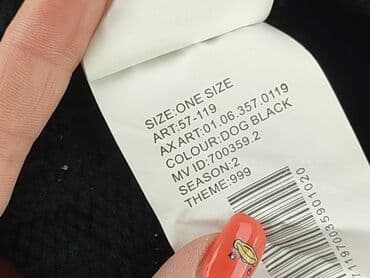 SIZE:ONE SIZE
ART:57-119
AX ART:01.06.357.0119
COLOUR:DOG BLACK
MV ID:700359.2
SEASON:2
THEME:999